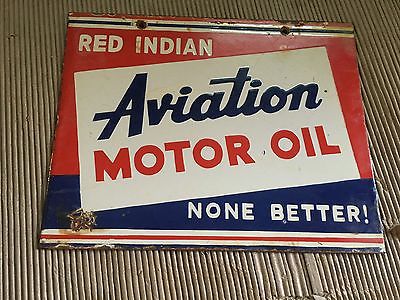 RED INDIAN
Aviation
MOTOR OIL
NONE BETTER!